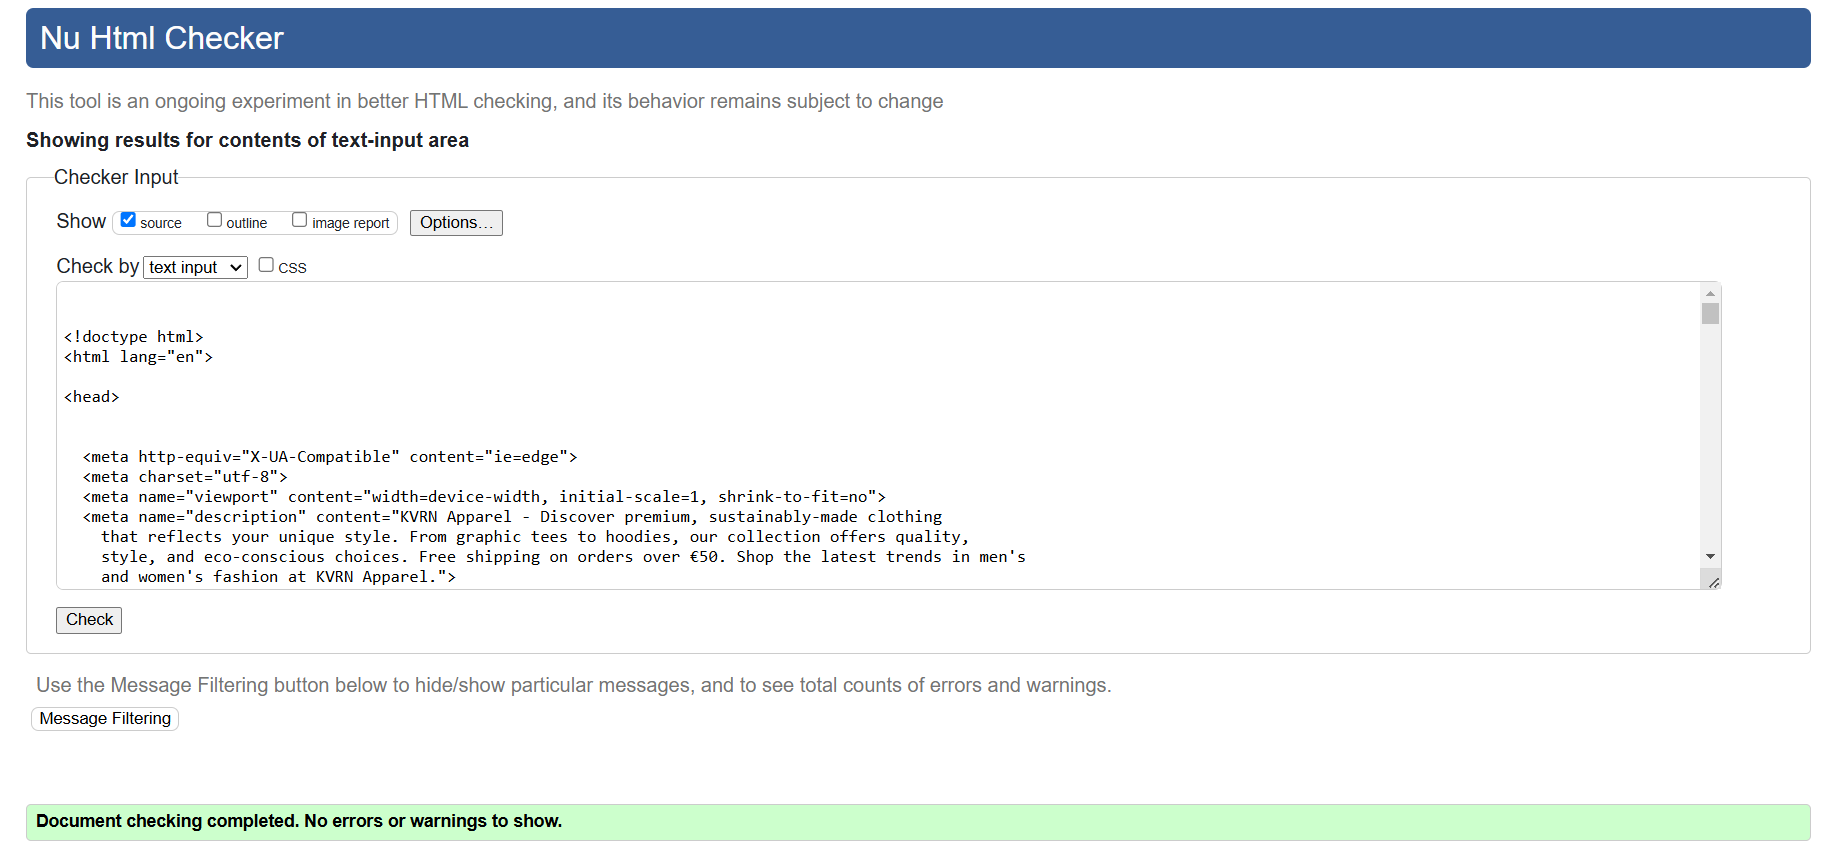 Nu Html Checker
This tool is an ongoing experiment in better HTML checking, and its behavior remains subject to change
Showing results for contents of text-input area
Checker Input
Show source outline image report Options...
Check by text input CSS
<!doctype html>
<html lang="en">
<head>
<meta http-equiv="X-UA-Compatible" content="ie=edge">
<meta charset="utf-8">
<meta name="viewport" content="width=device-width, initial-scale=1, shrink-to-fit=no">
<meta name="description" content="KVRN Apparel - Discover premium, sustainably-made clothing
that reflects your unique style. From graphic tees to hoodies, our collection offers quality,
style, and eco-conscious choices. Free shipping on orders over €50. Shop the latest trends in men's
and women's fashion at KVRN Apparel.">
Check
Use the Message Filtering button below to hide/show particular messages, and to see total counts of errors and warnings.
Message Filtering
Document checking completed. No errors or warnings to show.